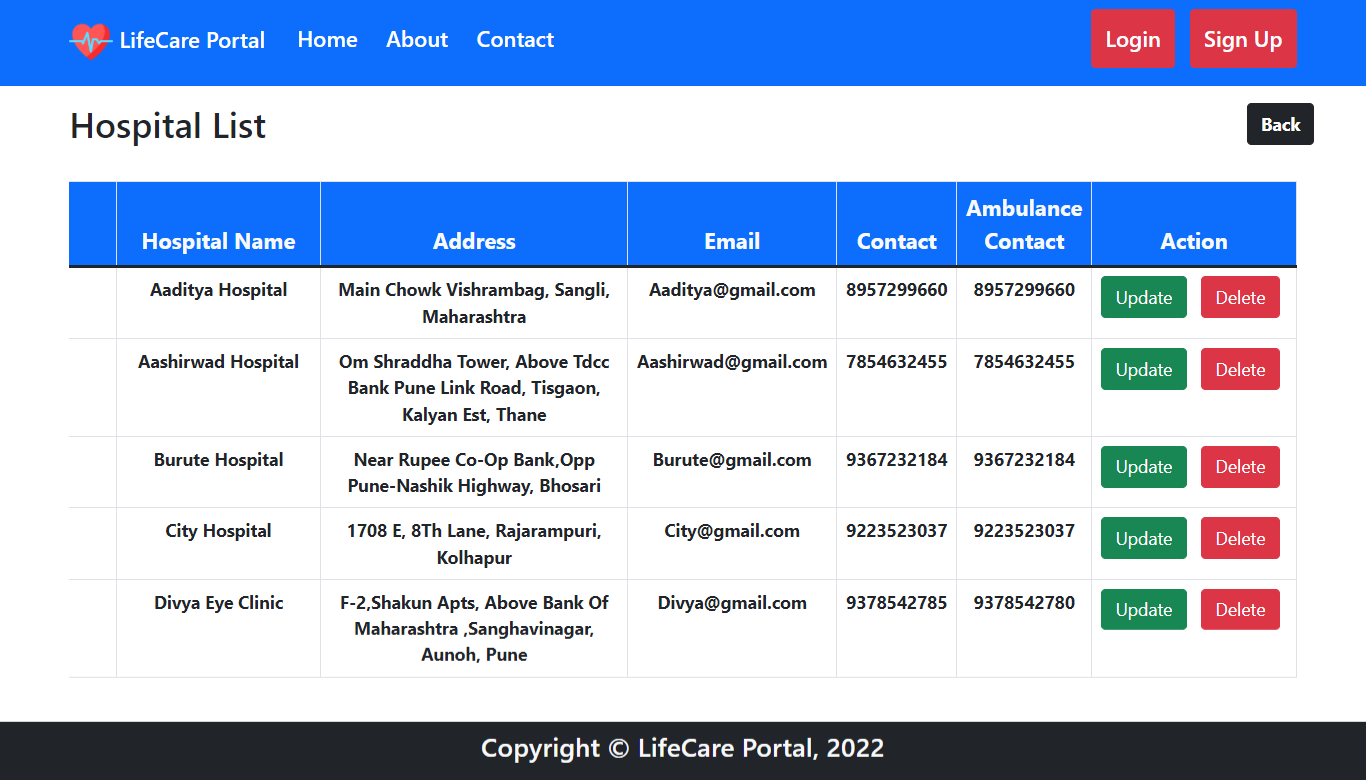 LifeCare Portal Home About Contact Login Sign Up
Hospital List Back
Hospital Name Address Email Contact Ambulance Contact Action
Aaditya Hospital Main Chowk Vishrambag, Sangli, Maharashtra Aaditya@gmail.com 8957299660 8957299660 Update Delete
Aashirwad Hospital Om Shraddha Tower, Above Tdcc Bank Pune Link Road, Tisgaon, Kalyan Est, Thane Aashirwad@gmail.com 7854632455 7854632455 Update Delete
Burute Hospital Near Rupee Co-Op Bank,Opp Pune-Nashik Highway, Bhosari Burute@gmail.com 9367232184 9367232184 Update Delete
City Hospital 1708 E, 8Th Lane, Rajarampuri, Kolhapur City@gmail.com 9223523037 9223523037 Update Delete
Divya Eye Clinic F-2,Shakun Apts, Above Bank Of Maharashtra ,Sanghavinagar, Aunoh, Pune Divya@gmail.com 9378542785 9378542780 Update Delete
Copyright © LifeCare Portal, 2022